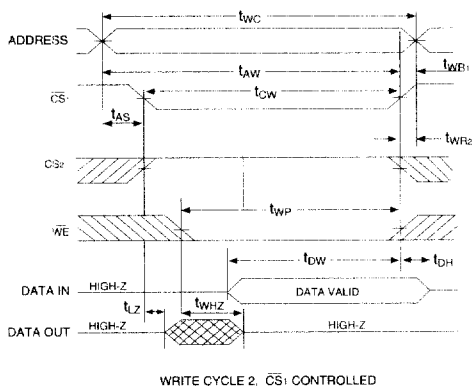 tWC
ADDRESS
tAW
tWR1
CS1
tCW
tAS
tWR2
CS2
WE
tWP
tDW
tDH
DATA IN
HIGH-Z
DATA VALID
tLZ
tWHZ
DATA OUT
HIGH-Z
HIGH-Z
WRITE CYCLE 2, CS1 CONTROLLED